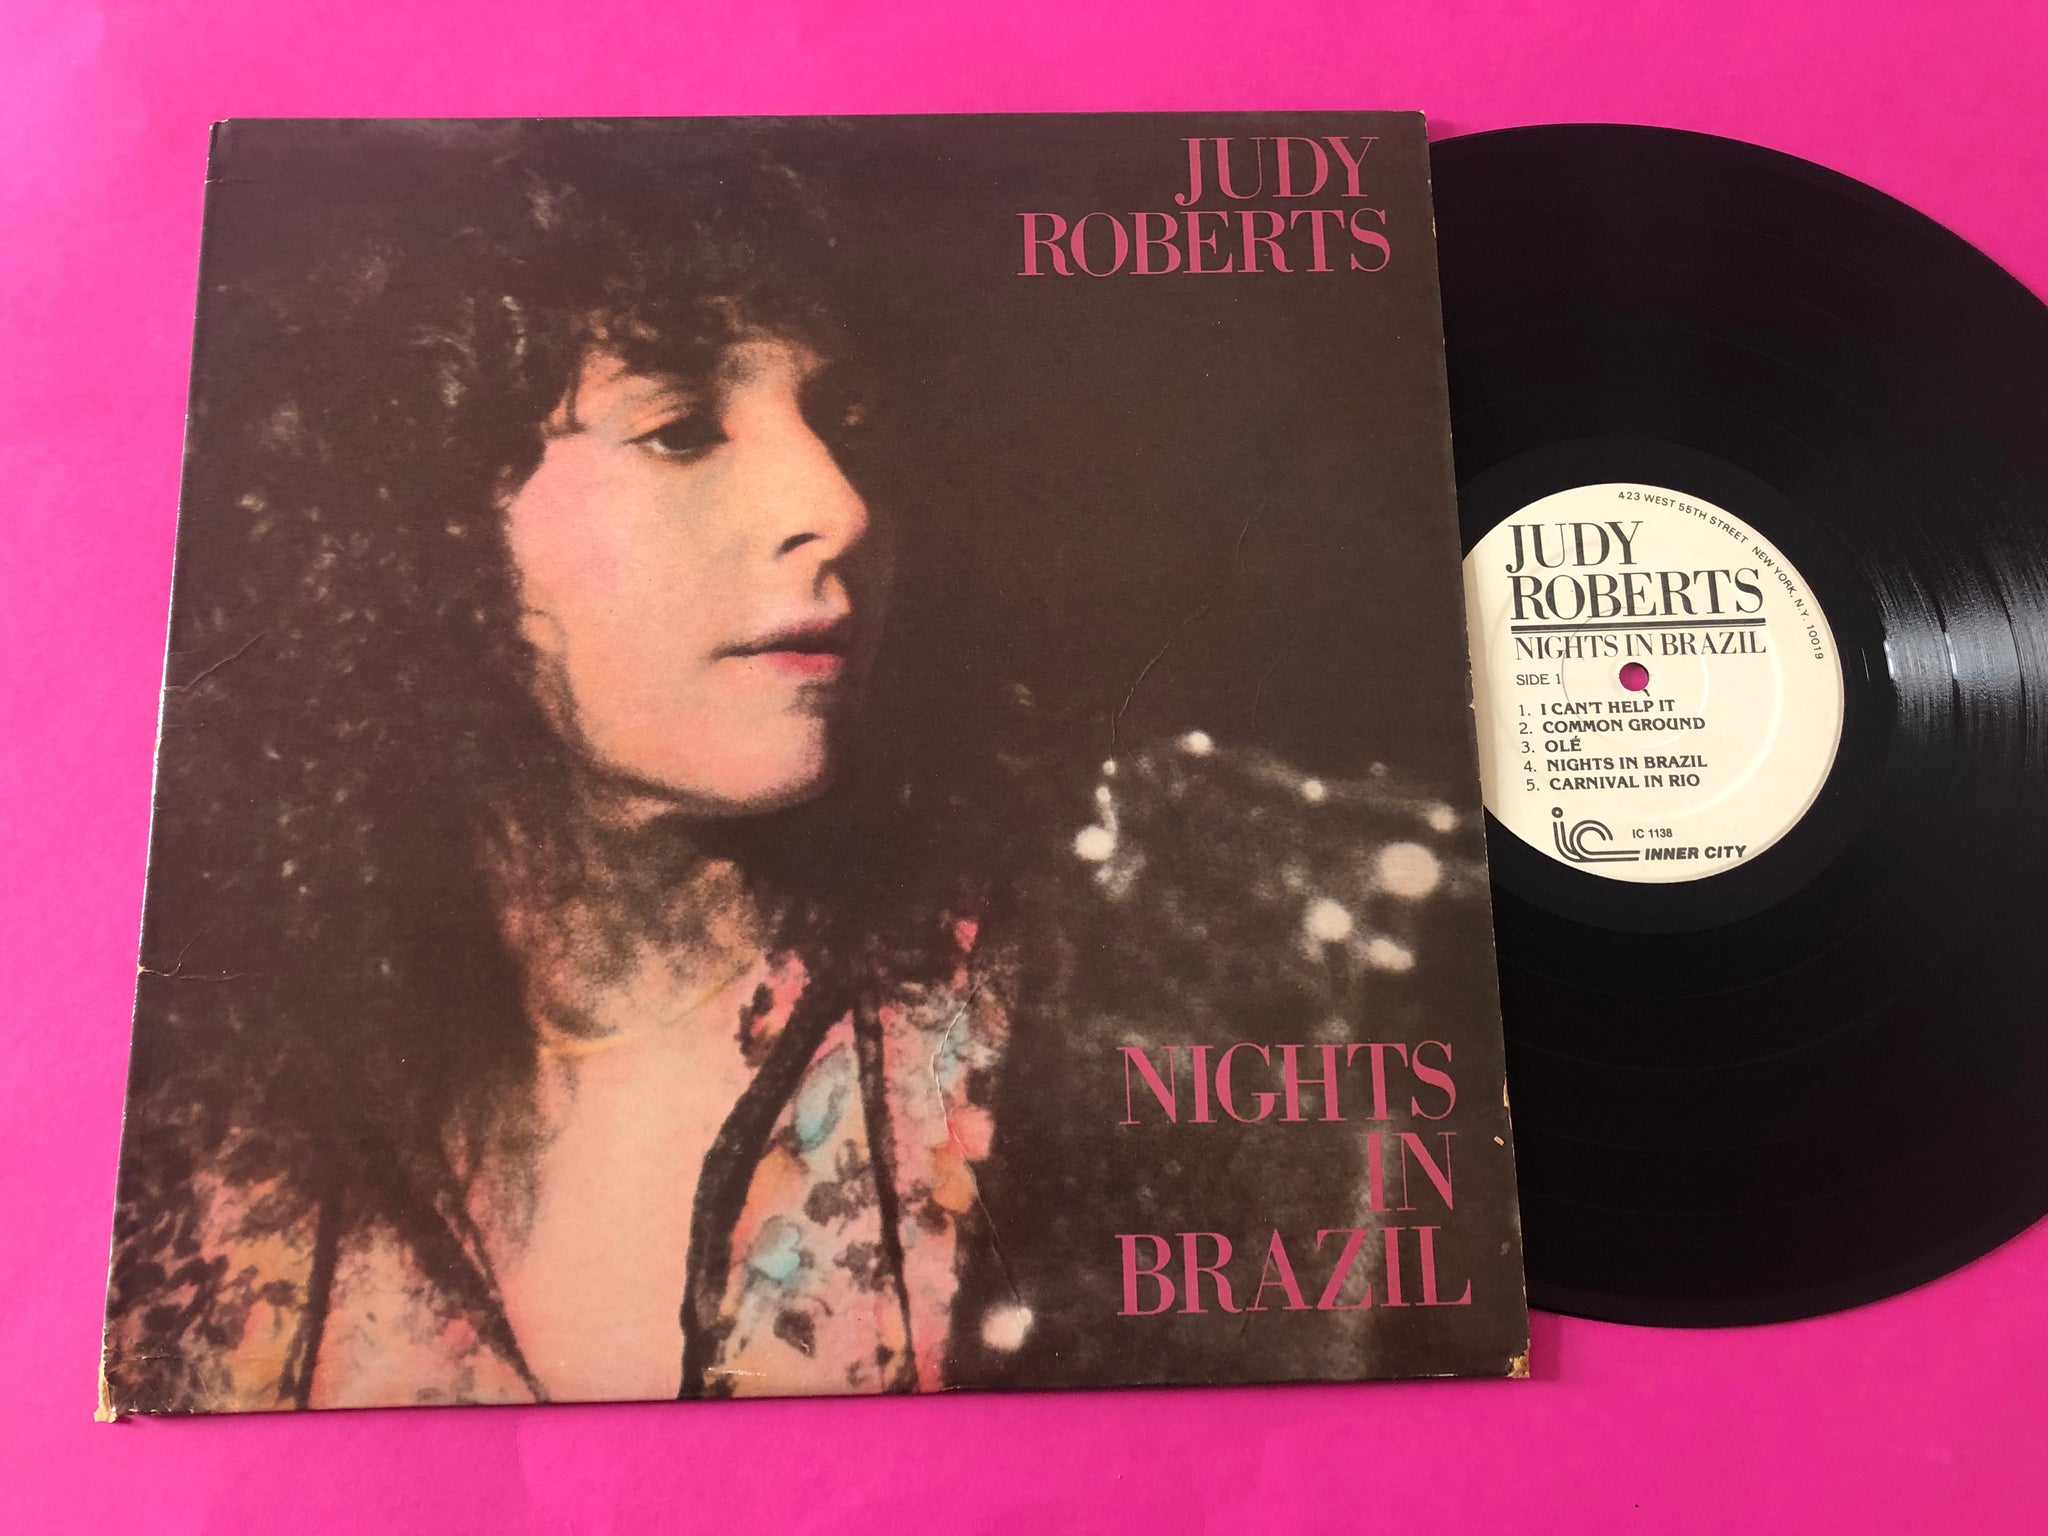 JUDY
ROBERTS
NIGHTS
IN
BRAZIL
423 WEST 55TH STREET NEW YORK, N.Y. 10019
JUDY
ROBERTS
NIGHTS IN BRAZIL
SIDE 1
1. I CAN'T HELP IT
2. COMMON GROUND
3. OLÉ
4. NIGHTS IN BRAZIL
5. CARNIVAL IN RIO
ic
IC 1138
INNER CITY